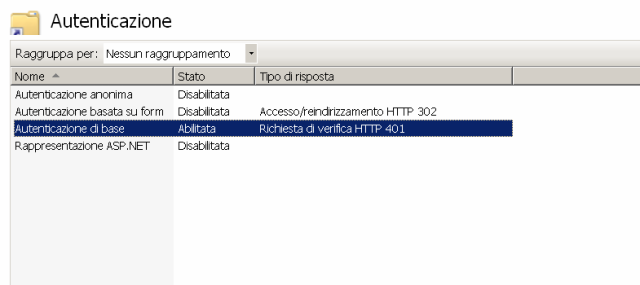 Autenticazione
Raggruppa per: Nessun raggruppamento
Nome Stato Tipo di risposta
Autenticazione anonima Disabilitata
Autenticazione basata su form Disabilitata Accesso/reindirizzamento HTTP 302
Autenticazione di base Abilitata Richiesta di verifica HTTP 401
Rappresentazione ASP.NET Disabilitata